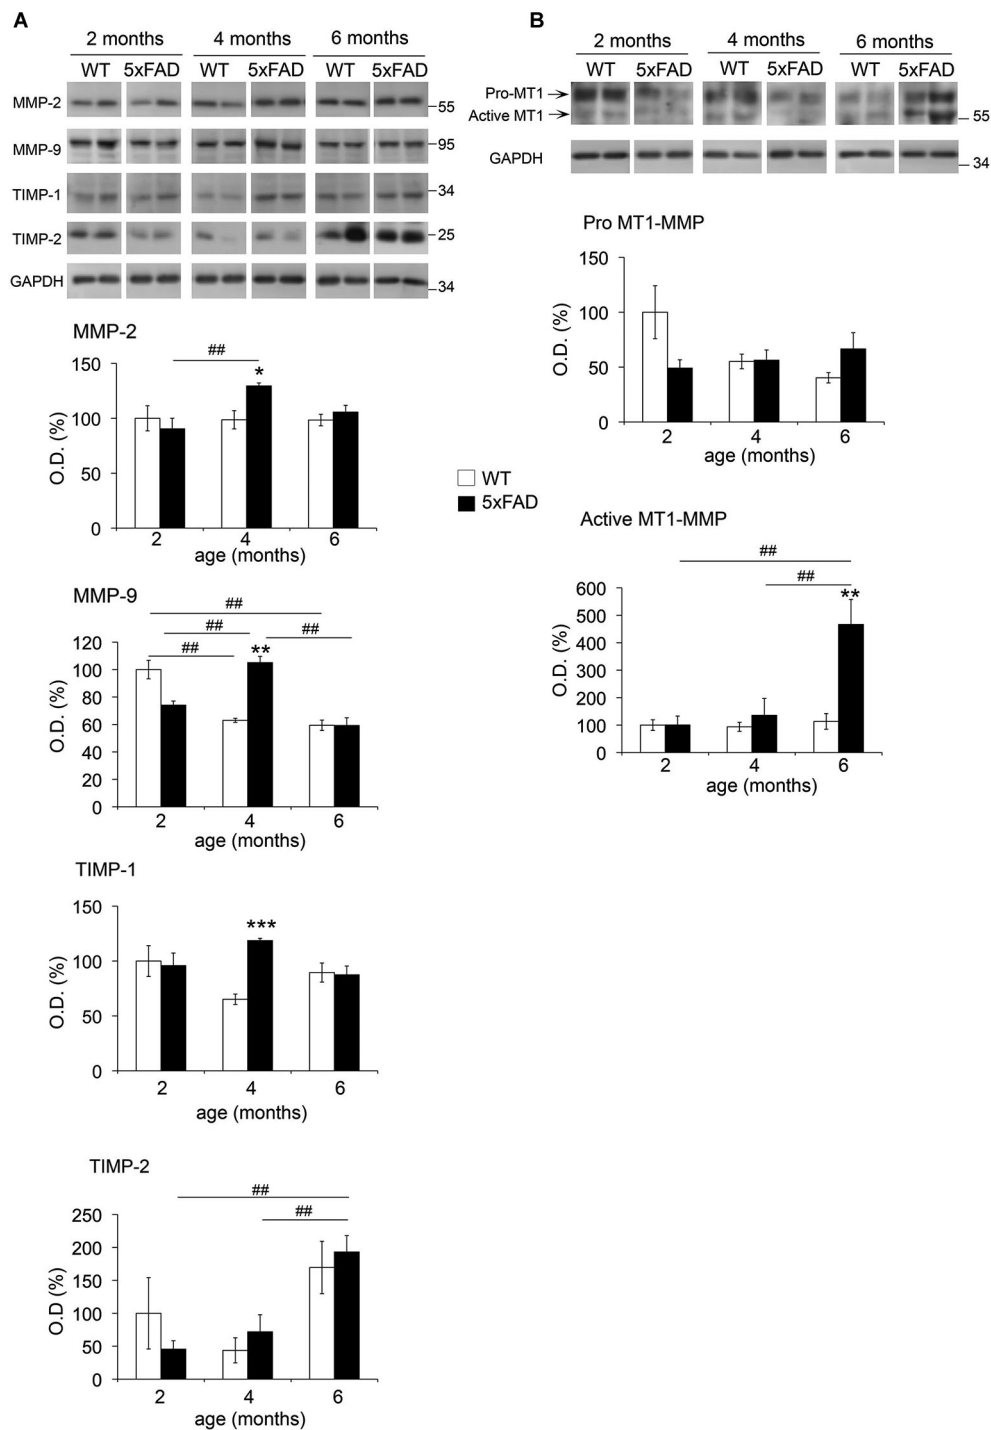 A
2 months 4 months 6 months
WT 5xFAD WT 5xFAD WT 5xFAD
MMP-2
55
MMP-9
95
TIMP-1
34
TIMP-2
25
GAPDH
34
MMP-2
##
*
150
100
50
0
O.D. (%)
2 4 6
age (months)
WT
5xFAD
MMP-9
##
## ##
##
**
120
100
80
60
40
20
0
O.D. (%)
2 4 6
age (months)
TIMP-1
***
150
100
50
0
O.D. (%)
2 4 6
age (months)
TIMP-2
##
##
250
200
150
100
50
0
O.D (%)
2 4 6
age (months)
B
2 months 4 months 6 months
WT 5xFAD WT 5xFAD WT 5xFAD
Pro-MT1
Active MT1
55
GAPDH
34
Pro MT1-MMP
150
100
50
0
O.D. (%)
2 4 6
age (months)
Active MT1-MMP
##
##
**
600
500
400
300
200
100
0
O.D. (%)
2 4 6
age (months)